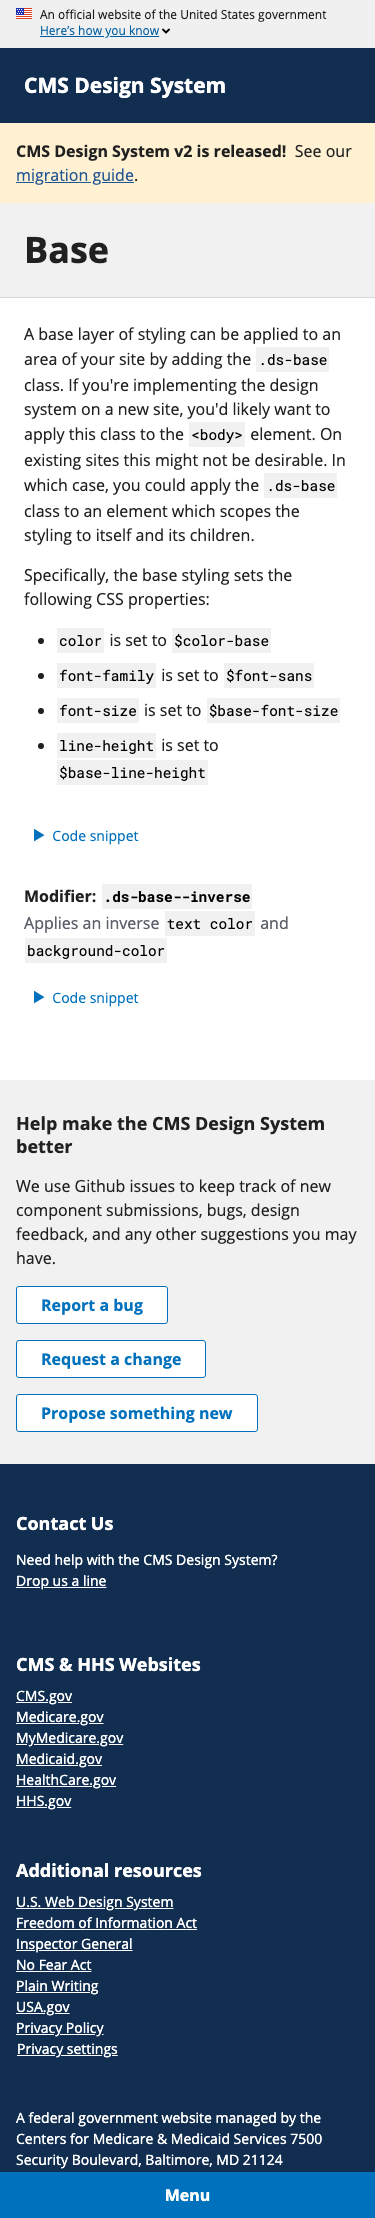 An official website of the United States government
Here's how you know
CMS Design System
CMS Design System v2 is released! See our
migration guide.
Base
A base layer of styling can be applied to an
area of your site by adding the .ds-base
class. If you're implementing the design
system on a new site, you'd likely want to
apply this class to the <body> element. On
existing sites this might not be desirable. In
which case, you could apply the .ds-base
class to an element which scopes the
styling to itself and its children.
Specifically, the base styling sets the
following CSS properties:
color is set to $color-base
font-family is set to $font-sans
font-size is set to $base-font-size
line-height is set to
$base-line-height
Code snippet
Modifier: .ds-base--inverse
Applies an inverse text color and
background-color
Code snippet
Help make the CMS Design System
better
We use Github issues to keep track of new
component submissions, bugs, design
feedback, and any other suggestions you may
have.
Report a bug
Request a change
Propose something new
Contact Us
Need help with the CMS Design System?
Drop us a line
CMS & HHS Websites
CMS.gov
Medicare.gov
MyMedicare.gov
Medicaid.gov
HealthCare.gov
HHS.gov
Additional resources
U.S. Web Design System
Freedom of Information Act
Inspector General
No Fear Act
Plain Writing
USA.gov
Privacy Policy
Privacy settings
A federal government website managed by the
Centers for Medicare & Medicaid Services 7500
Security Boulevard, Baltimore, MD 21124
Menu